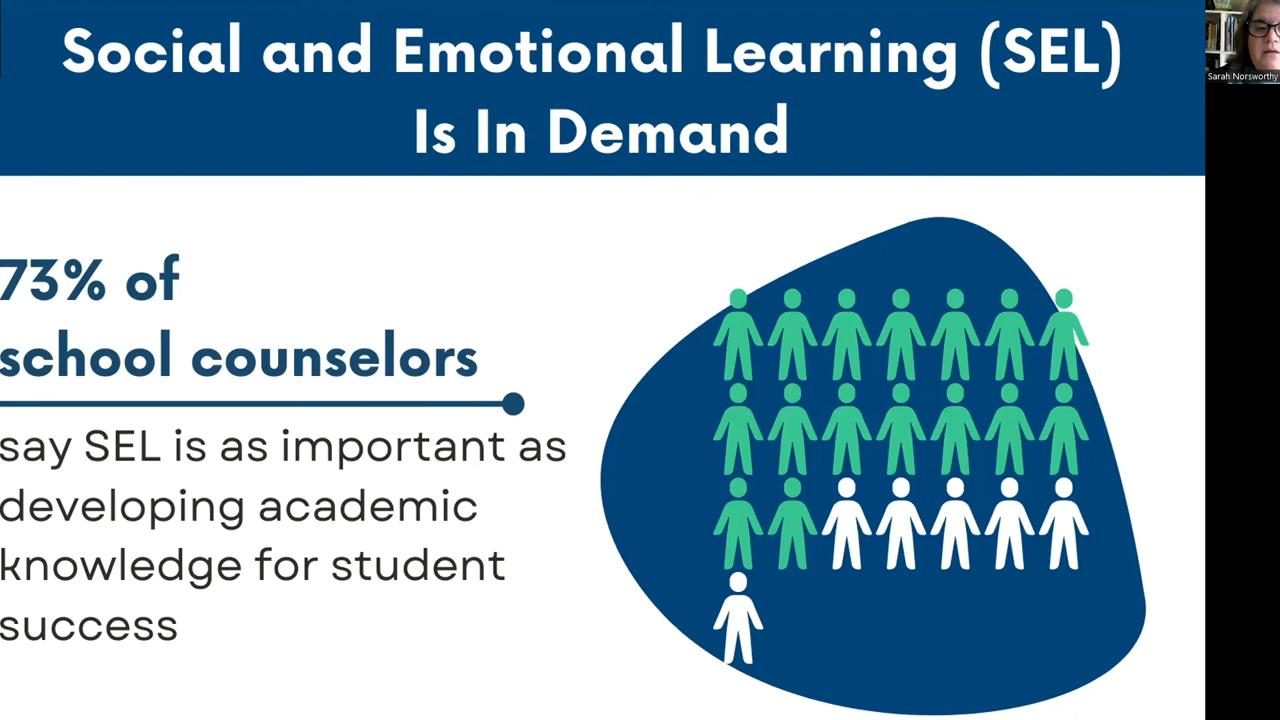 Social and Emotional Learning (SEL)
Is In Demand
73% of
school counselors
say SEL is as important as
developing academic
knowledge for student
success
Sarah Norsworthy